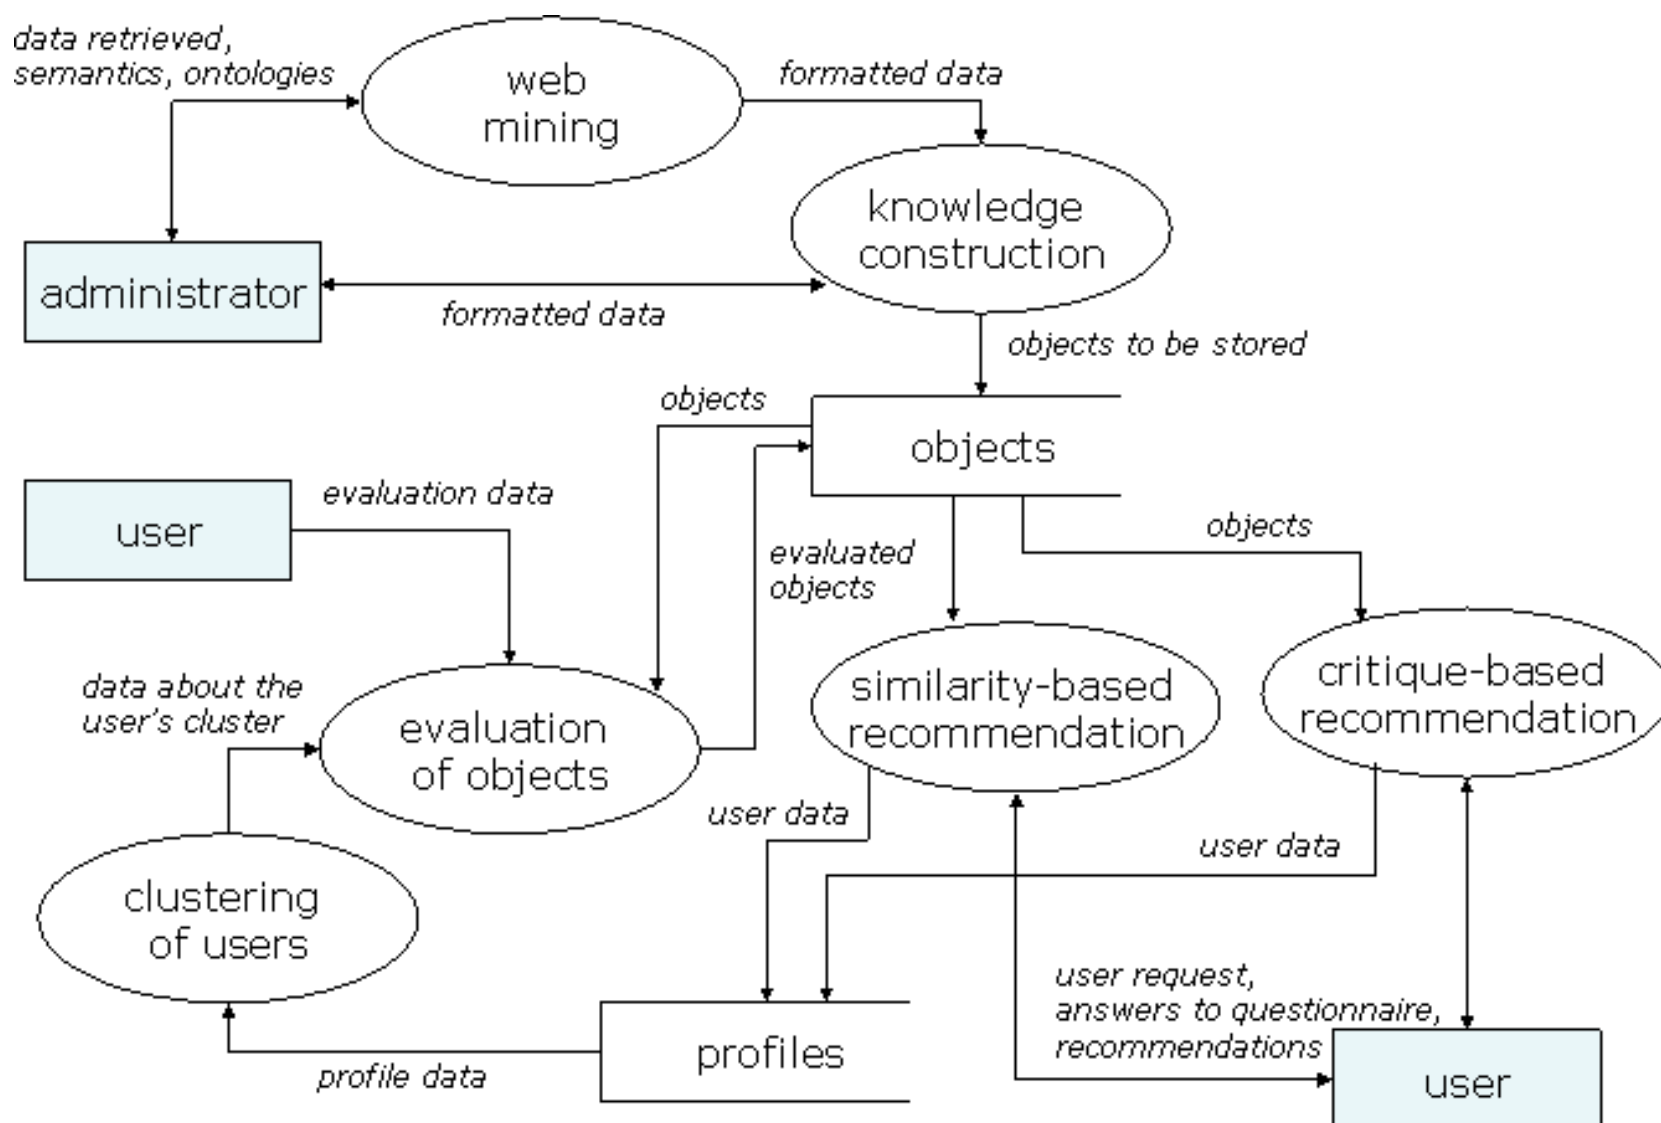 data retrieved,
semantics, ontologies
web
mining
formatted data
knowledge
construction
administrator
formatted data
objects to be stored
objects
objects
user
evaluation data
evaluated
objects
objects
similarity-based
recommendation
critique-based
recommendation
data about the
user's cluster
evaluation
of objects
user data
user data
clustering
of users
user request,
answers to questionnaire,
recommendations
profiles
profile data
user